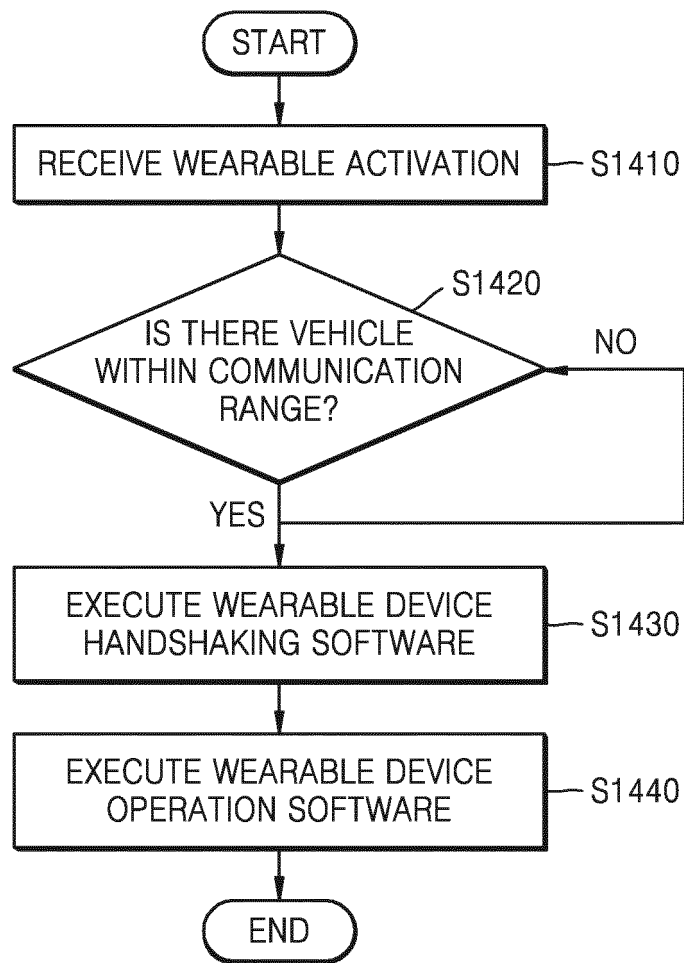 START
RECEIVE WEARABLE ACTIVATION
S1410
S1420
IS THERE VEHICLE
WITHIN COMMUNICATION
RANGE?
NO
YES
EXECUTE WEARABLE DEVICE
HANDSHAKING SOFTWARE
S1430
EXECUTE WEARABLE DEVICE
OPERATION SOFTWARE
S1440
END